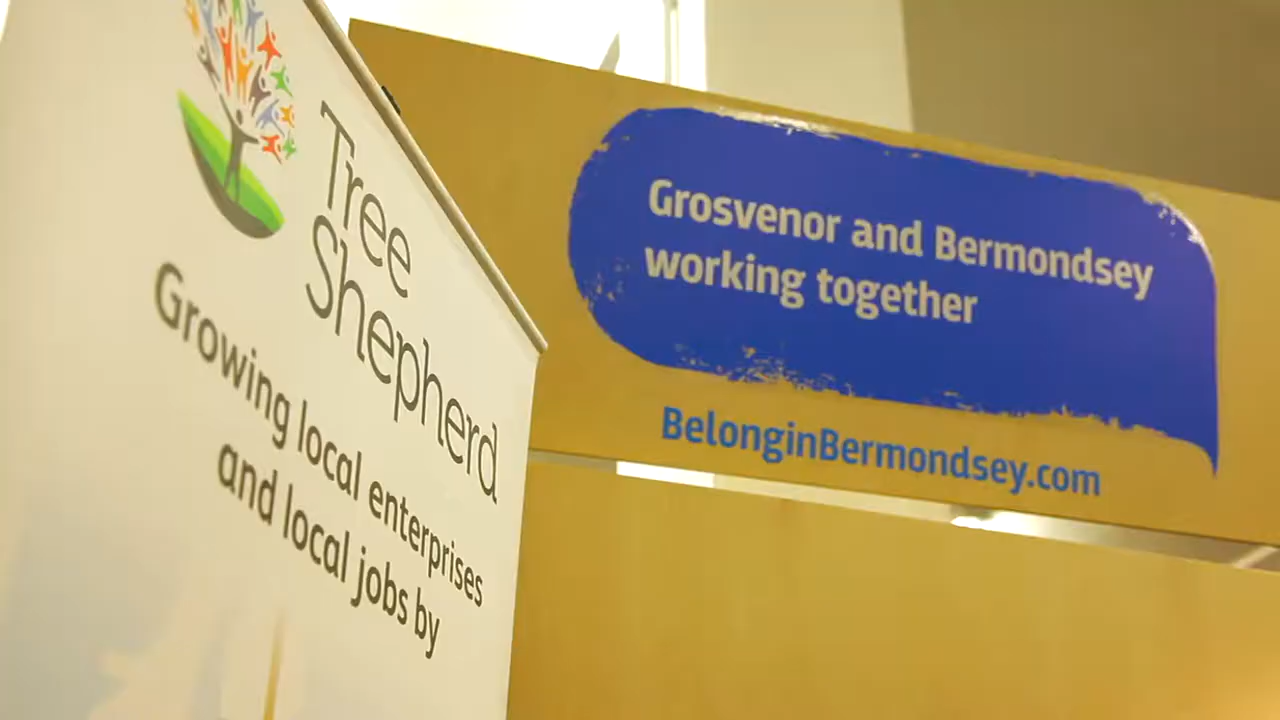 Tree
Shepherd
Growing local enterprises
and local jobs by
Grosvenor and Bermondsey
working together
BelonginBermondsey.com